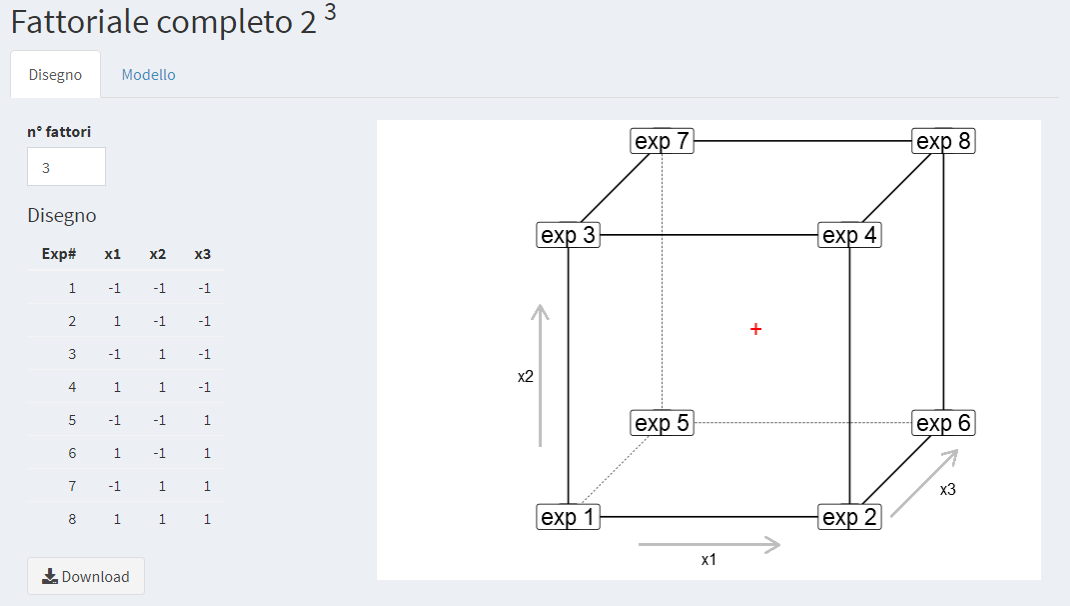 Fattoriale completo 2 3
Disegno Modello
n° fattori
3
Disegno
Exp# x1 x2 x3
1 -1 -1 -1
2 1 -1 -1
3 -1 1 -1
4 1 1 -1
5 -1 -1 1
6 1 -1 1
7 -1 1 1
8 1 1 1
Download
exp 7 exp 8
exp 3 exp 4
+
x2
exp 5 exp 6
x3
exp 1 exp 2
x1